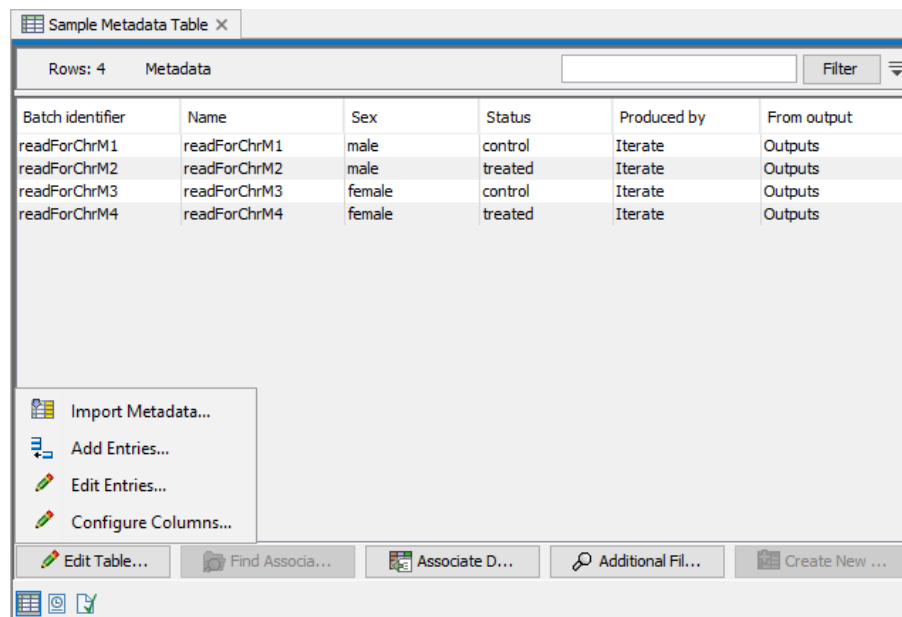 Sample Metadata Table
Rows: 4 Metadata Filter
Batch identifier Name Sex Status Produced by From output
readForChrM1 readForChrM1 male control Iterate Outputs
readForChrM2 readForChrM2 male treated Iterate Outputs
readForChrM3 readForChrM3 female control Iterate Outputs
readForChrM4 readForChrM4 female treated Iterate Outputs
Import Metadata...
Add Entries...
Edit Entries...
Configure Columns...
Edit Table... Find Associa... Associate D... Additional Fil... Create New ...